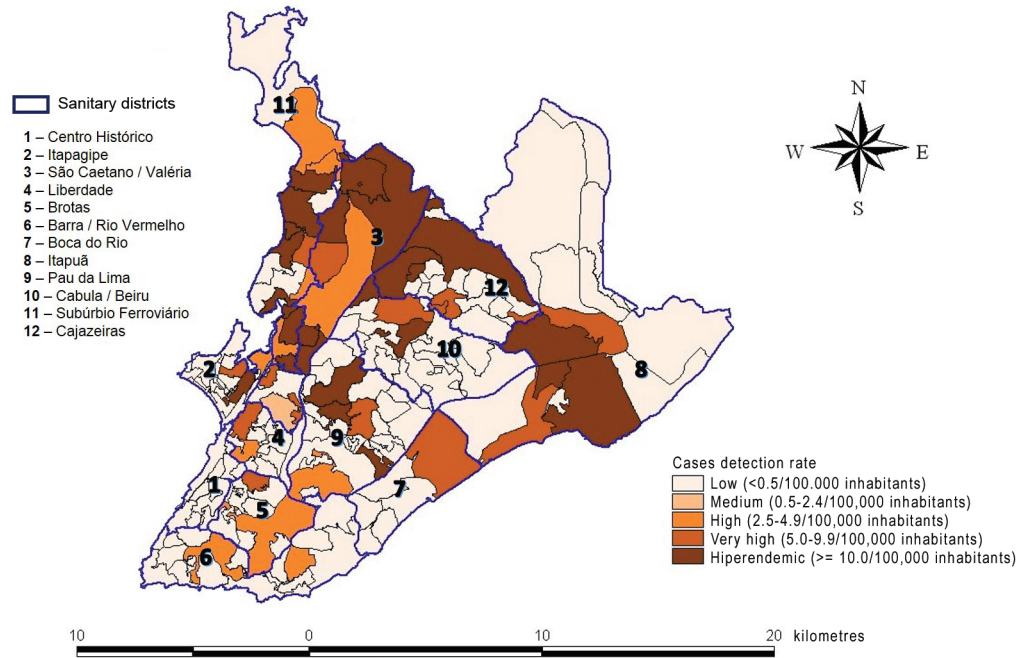 Sanitary districts
1 – Centro Histórico
2 – Itapagipe
3 – São Caetano / Valéria
4 – Liberdade
5 – Brotas
6 – Barra / Rio Vermelho
7 – Boca do Rio
8 – Itapuã
9 – Pau da Lima
10 – Cabula / Beiru
11 – Subúrbio Ferroviário
12 – Cajazeiras
11
3
12
2
10
8
4
9
1
5
7
6
N
W E
S
Cases detection rate
Low (<0.5/100.000 inhabitants)
Medium (0.5-2.4/100,000 inhabitants)
High (2.5-4.9/100,000 inhabitants)
Very high (5.0-9.9/100,000 inhabitants)
Hiperendemic (>= 10.0/100,000 inhabitants)
10 0 10 20 kilometres